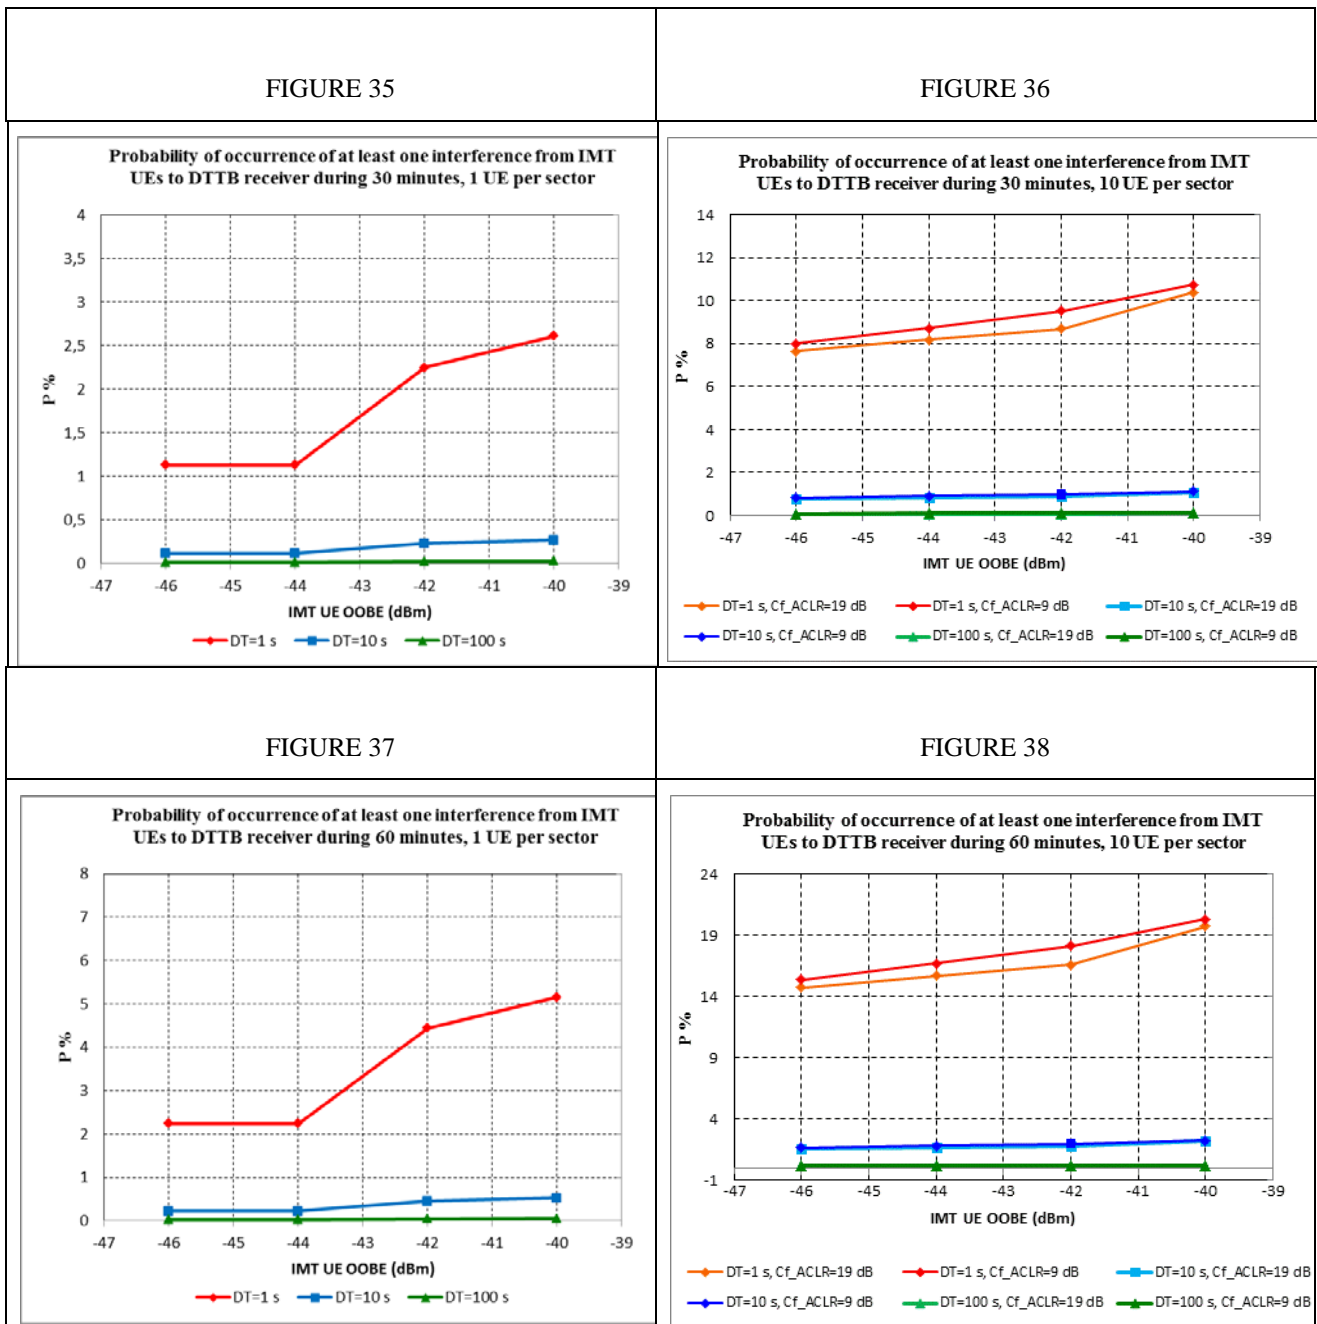 FIGURE 35
FIGURE 36
Probability of occurrence of at least one interference from IMT
UEs to DTTB receiver during 30 minutes, 1 UE per sector
4
3,5
3
2,5
2
1,5
1
0,5
0
P %
-47 -46 -45 -44 -43 -42 -41 -40 -39
IMT UE OOBE (dBm)
DT=1 s DT=10 s DT=100 s
Probability of occurrence of at least one interference from IMT
UEs to DTTB receiver during 30 minutes, 10 UE per sector
14
12
10
8
6
4
2
0
P %
-47 -46 -45 -44 -43 -42 -41 -40 -39
IMT UE OOBE (dBm)
DT=1 s, Cf_ACLR=19 dB DT=1 s, Cf_ACLR=9 dB DT=10 s, Cf_ACLR=19 dB
DT=10 s, Cf_ACLR=9 dB DT=100 s, Cf_ACLR=19 dB DT=100 s, Cf_ACLR=9 dB
FIGURE 37
FIGURE 38
Probability of occurrence of at least one interference from IMT
UEs to DTTB receiver during 60 minutes, 1 UE per sector
8
7
6
5
4
3
2
1
0
P %
-47 -46 -45 -44 -43 -42 -41 -40 -39
IMT UE OOBE (dBm)
DT=1 s DT=10 s DT=100 s
Probability of occurrence of at least one interference from IMT
UEs to DTTB receiver during 60 minutes, 10 UE per sector
24
19
14
9
4
-1
P %
-47 -46 -45 -44 -43 -42 -41 -40 -39
IMT UE OOBE (dBm)
DT=1 s, Cf_ACLR=19 dB DT=1 s, Cf_ACLR=9 dB DT=10 s, Cf_ACLR=19 dB
DT=10 s, Cf_ACLR=9 dB DT=100 s, Cf_ACLR=19 dB DT=100 s, Cf_ACLR=9 dB